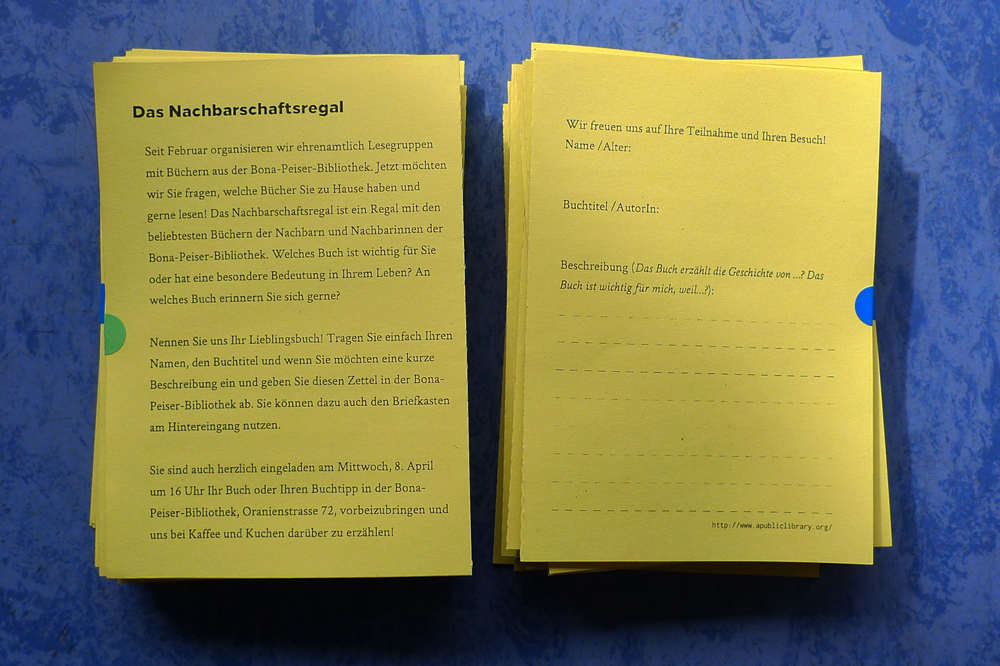 Das Nachbarschaftsregal
Seit Februar organisieren wir ehrenamtlich Lesegruppen
mit Büchern aus der Bona-Peiser-Bibliothek. Jetzt möchten
wir Sie fragen, welche Bücher Sie zu Hause haben und
gerne lesen! Das Nachbarschaftsregal ist ein Regal mit den
beliebtesten Büchern der Nachbarn und Nachbarinnen der
Bona-Peiser-Bibliothek. Welches Buch ist wichtig für Sie
oder hat eine besondere Bedeutung in Ihrem Leben? An
welches Buch erinnern Sie sich gerne?
Nennen Sie uns Ihr Lieblingsbuch! Tragen Sie einfach Ihren
Namen, den Buchtitel und wenn Sie möchten eine kurze
Beschreibung ein und geben Sie diesen Zettel in der Bona-
Peiser-Bibliothek ab. Sie können dazu auch den Briefkasten
am Hintereingang nutzen.
Sie sind auch herzlich eingeladen am Mittwoch, 8. April
um 16 Uhr Ihr Buch oder Ihren Buchtipp in der Bona-
Peiser-Bibliothek, Oranienstrasse 72, vorbeizubringen und
uns bei Kaffee und Kuchen darüber zu erzählen!
Wir freuen uns auf Ihre Teilnahme und Ihren Besuch!
Name /Alter:
Buchtitel /AutorIn:
Beschreibung (Das Buch erzählt die Geschichte von ...? Das
Buch ist wichtig für mich, weil...?):
http://www.apubliclibrary.org/